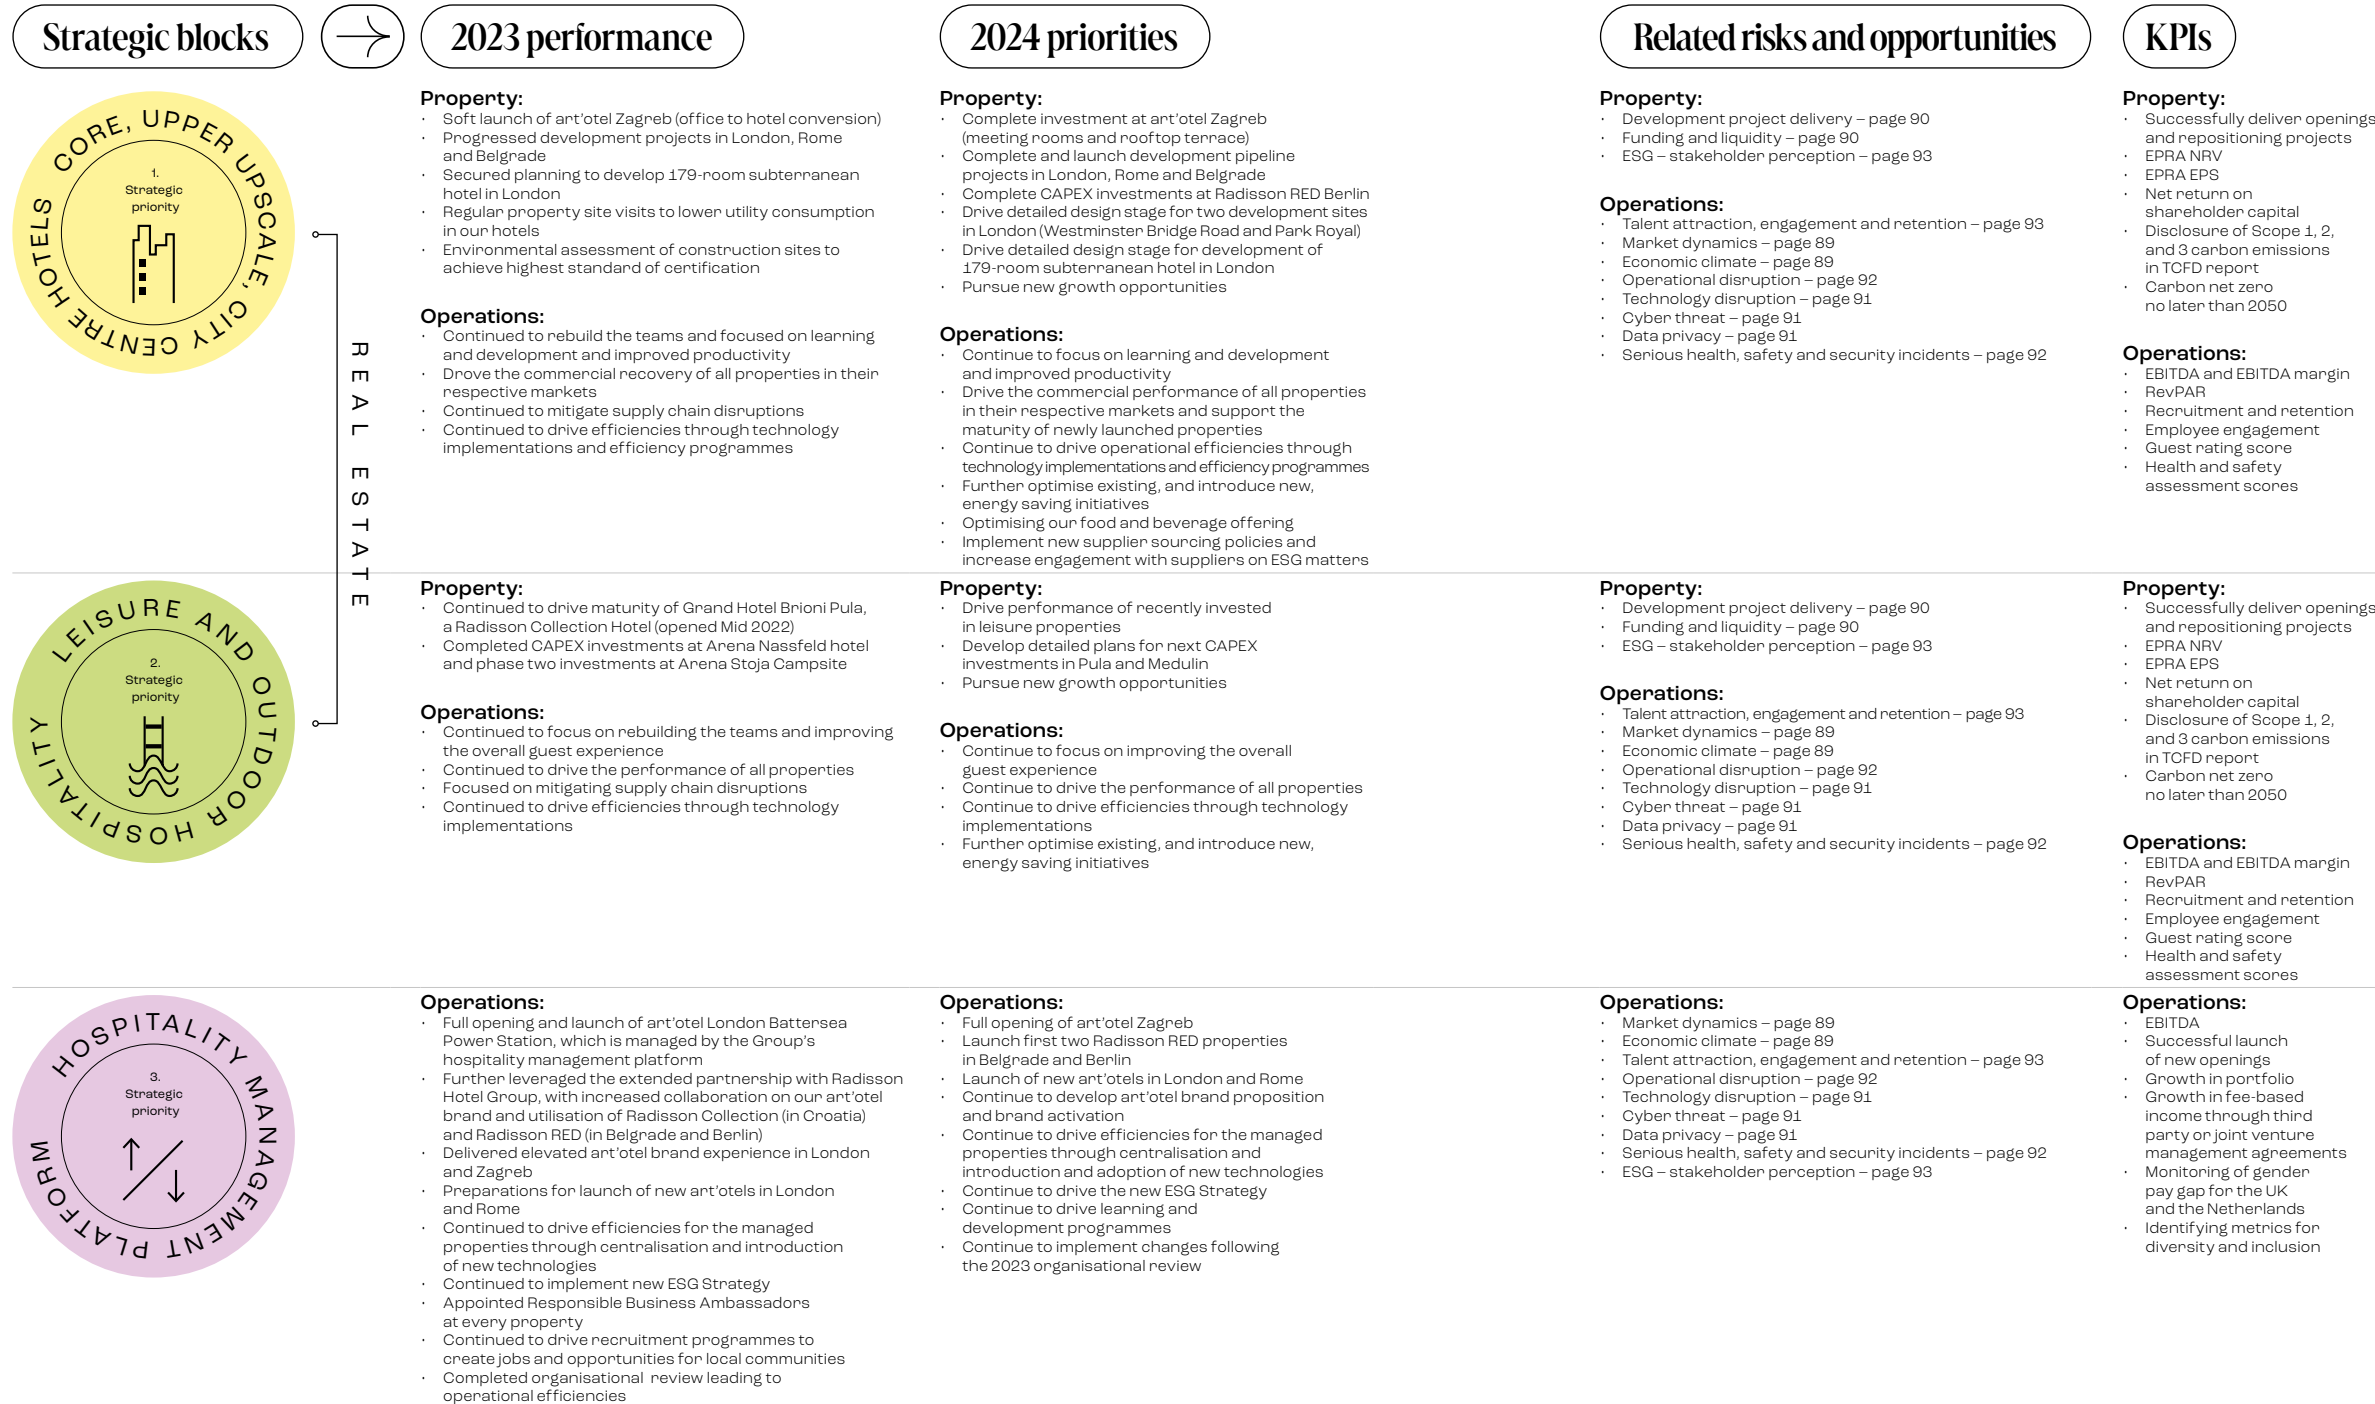 Strategic blocks
2023 performance
2024 priorities
Related risks and opportunities
KPIs
CORE, UPPER UPSCALE, CITY CENTRE HOTELS
1.
Strategic
priority
REAL ESTATE
Property:
· Soft launch of art'otel Zagreb (office to hotel conversion)
· Progressed development projects in London, Rome
and Belgrade
· Secured planning to develop 179-room subterranean
hotel in London
· Regular property site visits to lower utility consumption
in our hotels
· Environmental assessment of construction sites to
achieve highest standard of certification
Operations:
· Continued to rebuild the teams and focused on learning
and development and improved productivity
· Drove the commercial recovery of all properties in their
respective markets
· Continued to mitigate supply chain disruptions
· Continued to drive efficiencies through technology
implementations and efficiency programmes
Property:
· Complete investment at art'otel Zagreb
(meeting rooms and rooftop terrace)
· Complete and launch development pipeline
projects in London, Rome and Belgrade
· Complete CAPEX investments at Radisson RED Berlin
· Drive detailed design stage for two development sites
in London (Westminster Bridge Road and Park Royal)
· Drive detailed design stage for development of
179-room subterranean hotel in London
· Pursue new growth opportunities
Operations:
· Continue to focus on learning and development
and improved productivity
· Drive the commercial performance of all properties
in their respective markets and support the
maturity of newly launched properties
· Continue to drive operational efficiencies through
technology implementations and efficiency programmes
· Further optimise existing, and introduce new,
energy saving initiatives
· Optimising our food and beverage offering
· Implement new supplier sourcing policies and
increase engagement with suppliers on ESG matters
Property:
· Development project delivery – page 90
· Funding and liquidity – page 90
· ESG – stakeholder perception – page 93
Operations:
· Talent attraction, engagement and retention – page 93
· Market dynamics – page 89
· Economic climate – page 89
· Operational disruption – page 92
· Technology disruption – page 91
· Cyber threat – page 91
· Data privacy – page 91
· Serious health, safety and security incidents – page 92
Property:
· Successfully deliver openings
and repositioning projects
· EPRA NRV
· EPRA EPS
· Net return on
shareholder capital
· Disclosure of Scope 1, 2,
and 3 carbon emissions
in TCFD report
· Carbon net zero
no later than 2050
Operations:
· EBITDA and EBITDA margin
· RevPAR
· Recruitment and retention
· Employee engagement
· Guest rating score
· Health and safety
assessment scores
LEISURE AND OUTDOOR HOSPITALITY
2.
Strategic
priority
Property:
· Continued to drive maturity of Grand Hotel Brioni Pula,
a Radisson Collection Hotel (opened Mid 2022)
· Completed CAPEX investments at Arena Nassfeld hotel
and phase two investments at Arena Stoja Campsite
Operations:
· Continued to focus on rebuilding the teams and improving
the overall guest experience
· Continued to drive the performance of all properties
· Focused on mitigating supply chain disruptions
· Continued to drive efficiencies through technology
implementations
Property:
· Drive performance of recently invested
in leisure properties
· Develop detailed plans for next CAPEX
investments in Pula and Medulin
· Pursue new growth opportunities
Operations:
· Continue to focus on improving the overall
guest experience
· Continue to drive the performance of all properties
· Continue to drive efficiencies through technology
implementations
· Further optimise existing, and introduce new,
energy saving initiatives
Property:
· Development project delivery – page 90
· Funding and liquidity – page 90
· ESG – stakeholder perception – page 93
Operations:
· Talent attraction, engagement and retention – page 93
· Market dynamics – page 89
· Economic climate – page 89
· Operational disruption – page 92
· Technology disruption – page 91
· Cyber threat – page 91
· Data privacy – page 91
· Serious health, safety and security incidents – page 92
Property:
· Successfully deliver openings
and repositioning projects
· EPRA NRV
· EPRA EPS
· Net return on
shareholder capital
· Disclosure of Scope 1, 2,
and 3 carbon emissions
in TCFD report
· Carbon net zero
no later than 2050
Operations:
· EBITDA and EBITDA margin
· RevPAR
· Recruitment and retention
· Employee engagement
· Guest rating score
· Health and safety
assessment scores
HOSPITALITY MANAGEMENT PLATFORM
3.
Strategic
priority
Operations:
· Full opening and launch of art'otel London Battersea
Power Station, which is managed by the Group's
hospitality management platform
· Further leveraged the extended partnership with Radisson
Hotel Group, with increased collaboration on our art'otel
brand and utilisation of Radisson Collection (in Croatia)
and Radisson RED (in Belgrade and Berlin)
· Delivered elevated art'otel brand experience in London
and Zagreb
· Preparations for launch of new art'otels in London
and Rome
· Continued to drive efficiencies for the managed
properties through centralisation and introduction
of new technologies
· Continued to implement new ESG Strategy
· Appointed Responsible Business Ambassadors
at every property
· Continued to drive recruitment programmes to
create jobs and opportunities for local communities
· Completed organisational review leading to
operational efficiencies
Operations:
· Full opening of art'otel Zagreb
· Launch first two Radisson RED properties
in Belgrade and Berlin
· Launch of new art'otels in London and Rome
· Continue to develop art'otel brand proposition
and brand activation
· Continue to drive efficiencies for the managed
properties through centralisation and
introduction and adoption of new technologies
· Continue to drive the new ESG Strategy
· Continue to drive learning and
development programmes
· Continue to implement changes following
the 2023 organisational review
Operations:
· Market dynamics – page 89
· Economic climate – page 89
· Talent attraction, engagement and retention – page 93
· Operational disruption – page 92
· Technology disruption – page 91
· Cyber threat – page 91
· Data privacy – page 91
· Serious health, safety and security incidents – page 92
· ESG – stakeholder perception – page 93
Operations:
· EBITDA
· Successful launch
of new openings
· Growth in portfolio
· Growth in fee-based
income through third
party or joint venture
management agreements
· Monitoring of gender
pay gap for the UK
and the Netherlands
· Identifying metrics for
diversity and inclusion